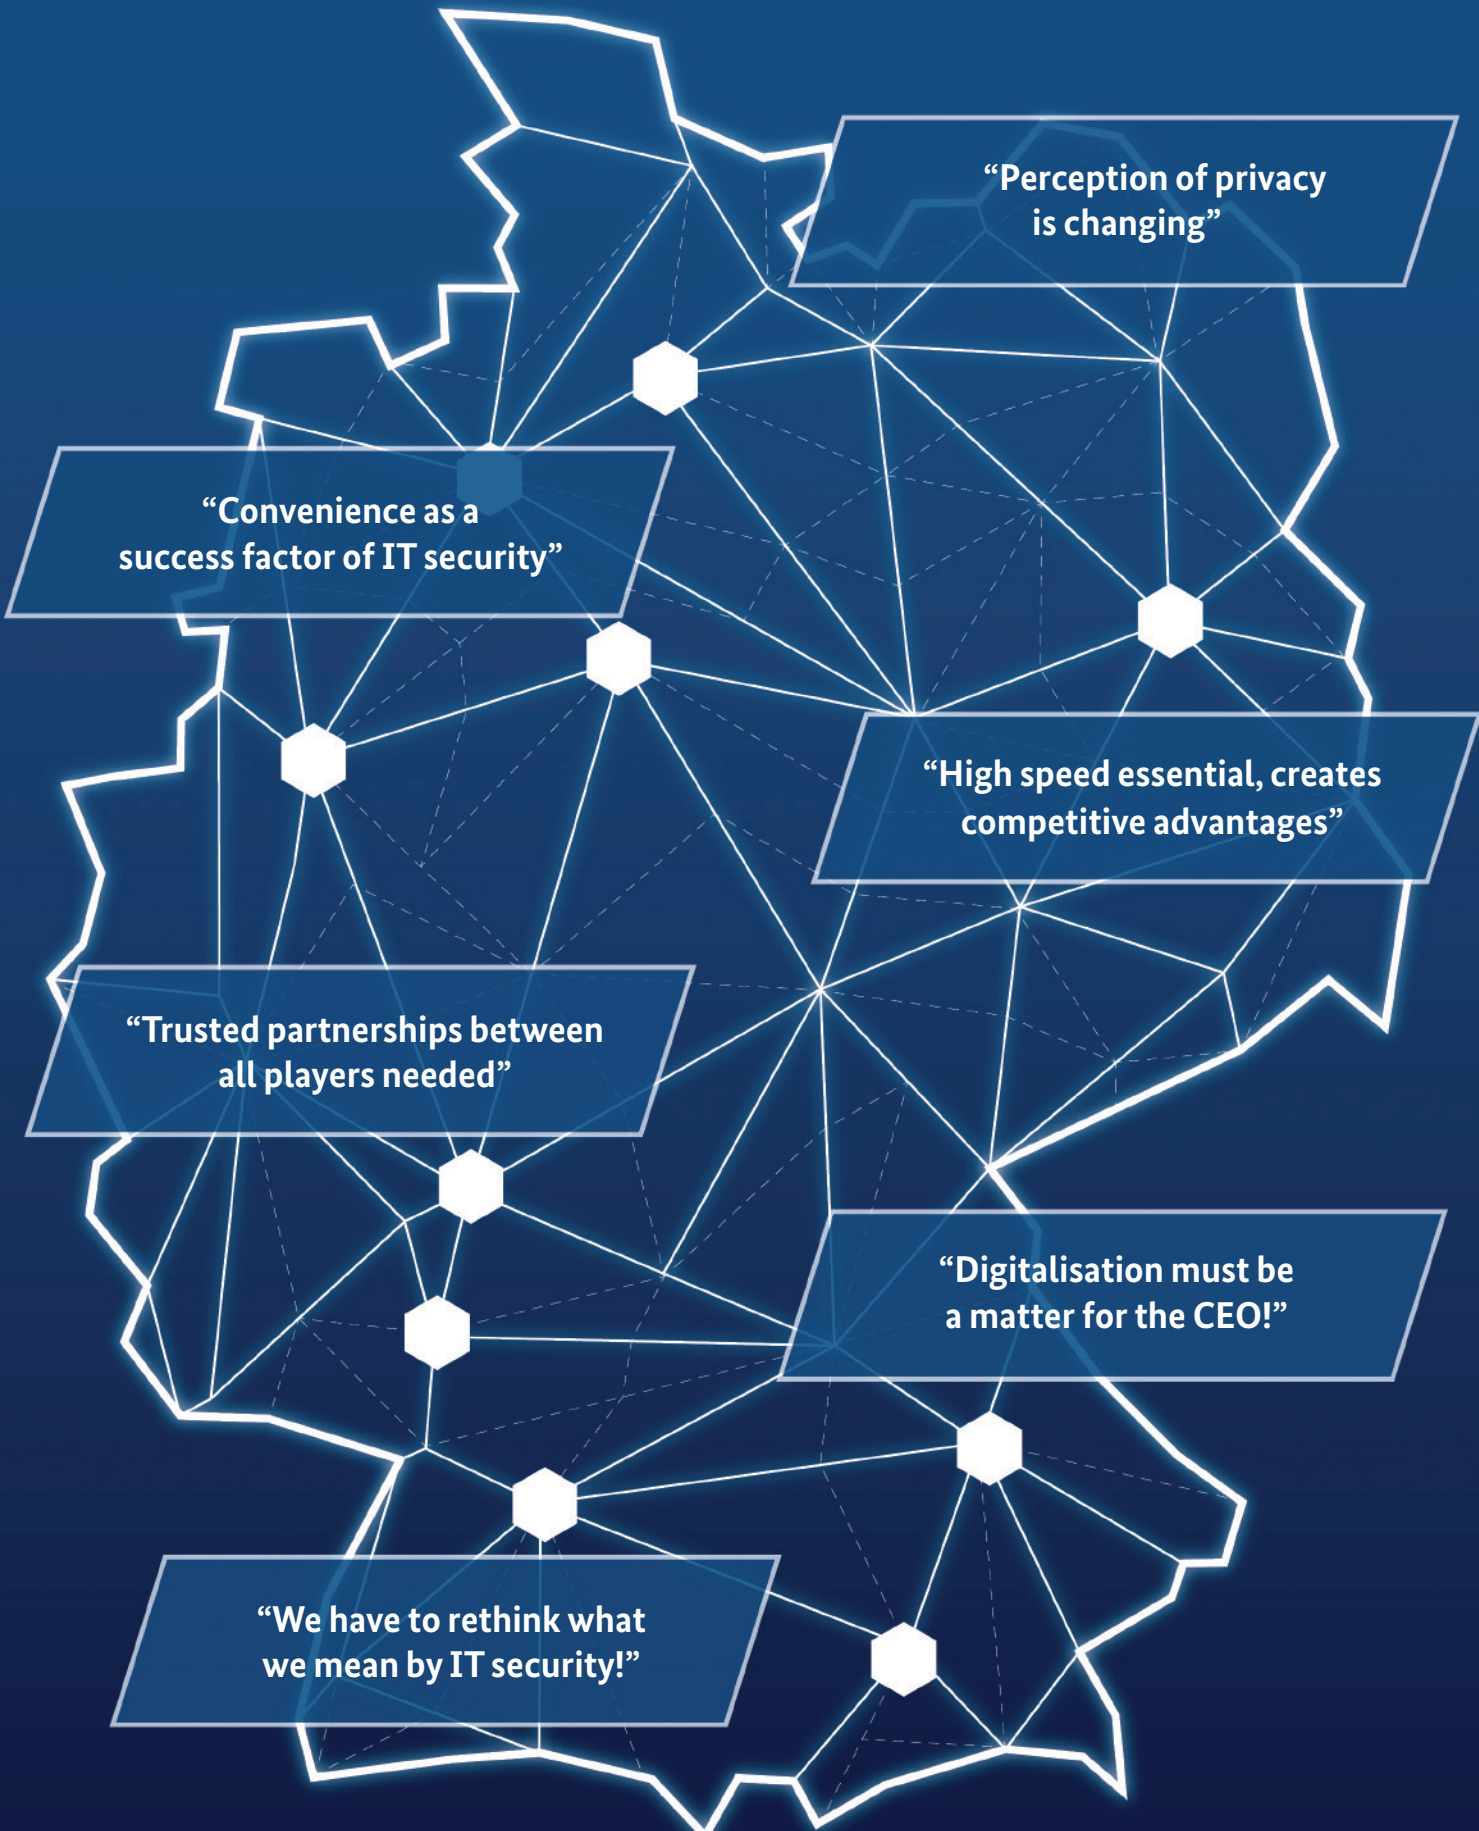 “Perception of privacy
is changing”
“Convenience as a
success factor of IT security”
“High speed essential, creates
competitive advantages”
“Trusted partnerships between
all players needed”
“Digitalisation must be
a matter for the CEO!”
“We have to rethink what
we mean by IT security!”